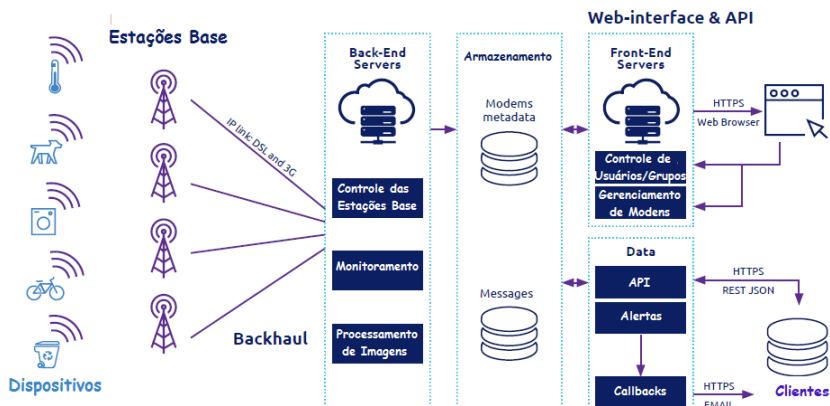 Web-interface & API
Estações Base
Back-End
Servers
Armazenamento
Front-End
Servers
Modems
metadata
HTTPS
Web Browser
IP link: DSL and 3G
Controle de
Usuários/Grupos
Gerenciamento
de Modens
Controle das
Estações Base
Data
Monitoramento
API
HTTPS
REST JSON
Messages
Alertas
Backhaul
Processamento
de Imagens
Dispositivos
Callbacks
HTTPS
EMAIL
Clientes